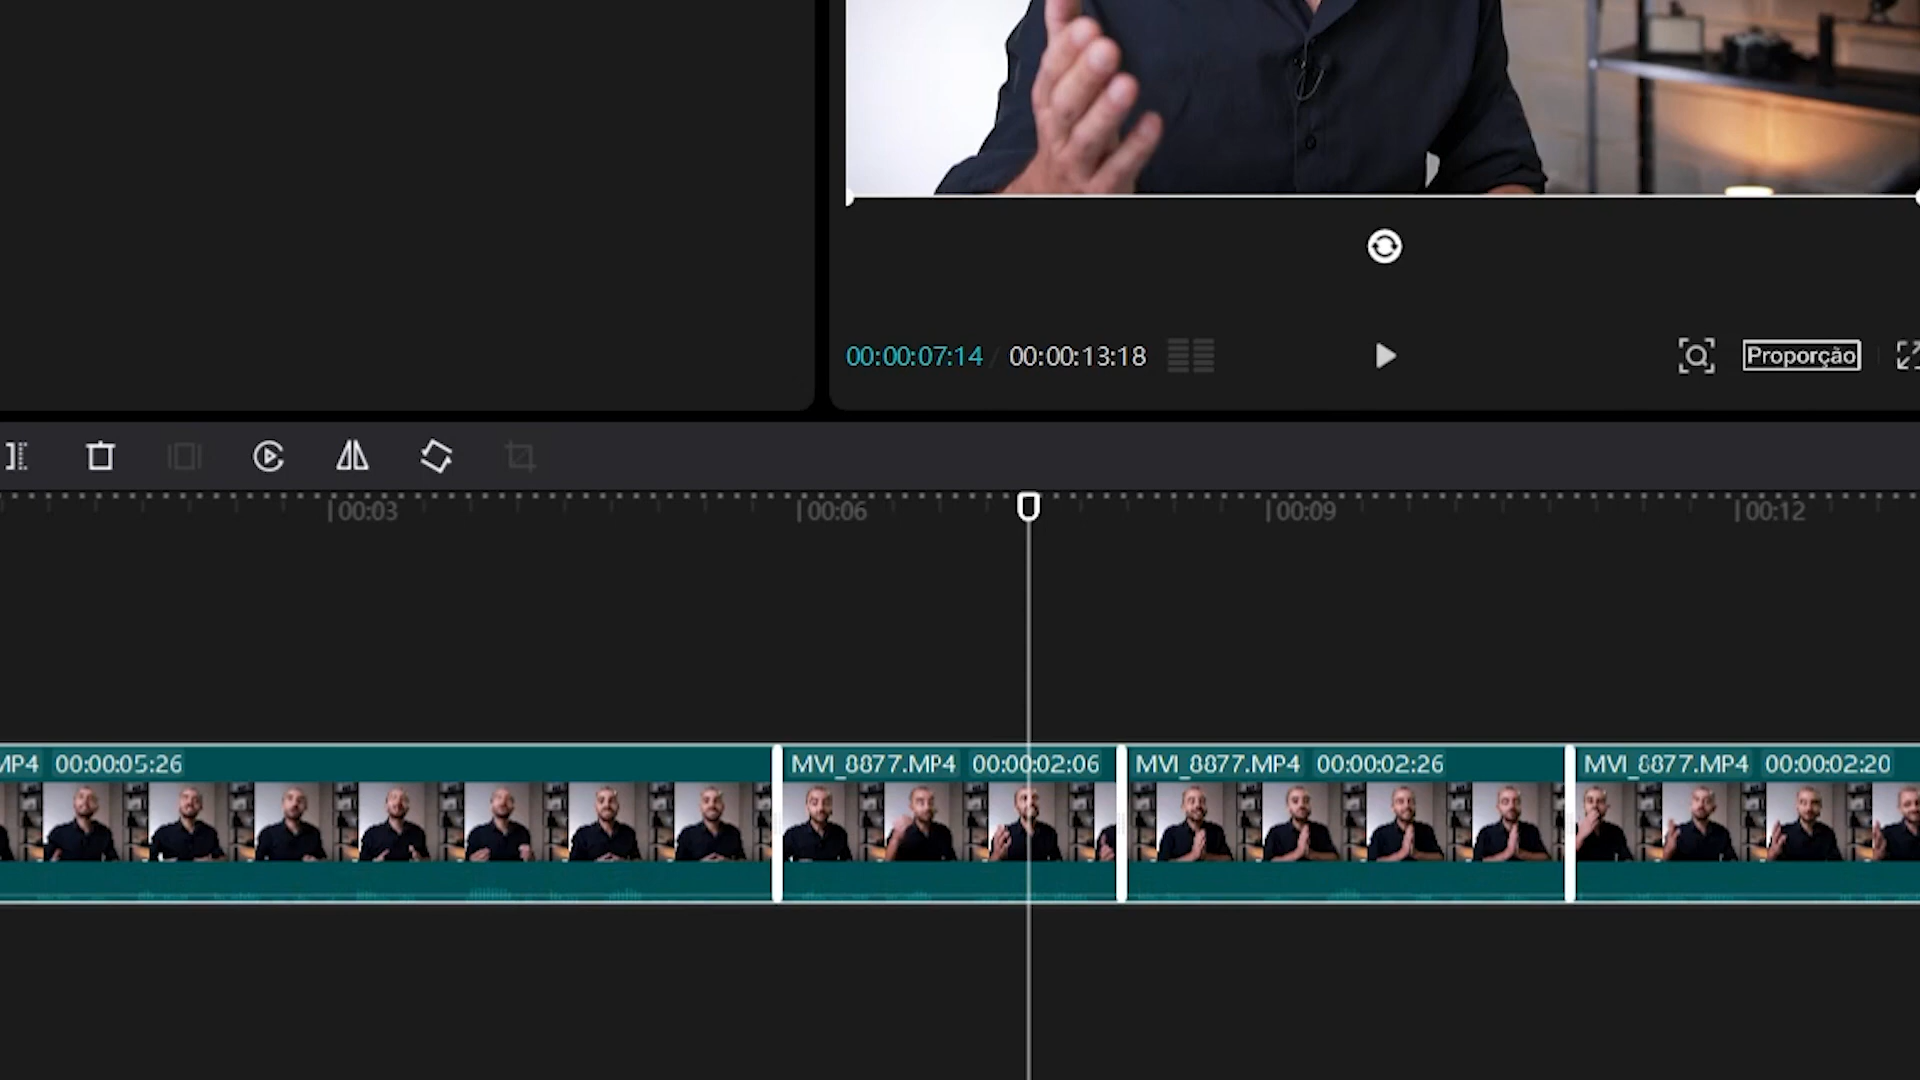 00:00:07:14 / 00:00:13:18
Proporção
00:03
00:06
00:09
00:12
MP4 00:00:05:26
MVI_8877.MP4 00:00:02:06
MVI_8877.MP4 00:00:02:26
MVI_8877.MP4 00:00:02:20